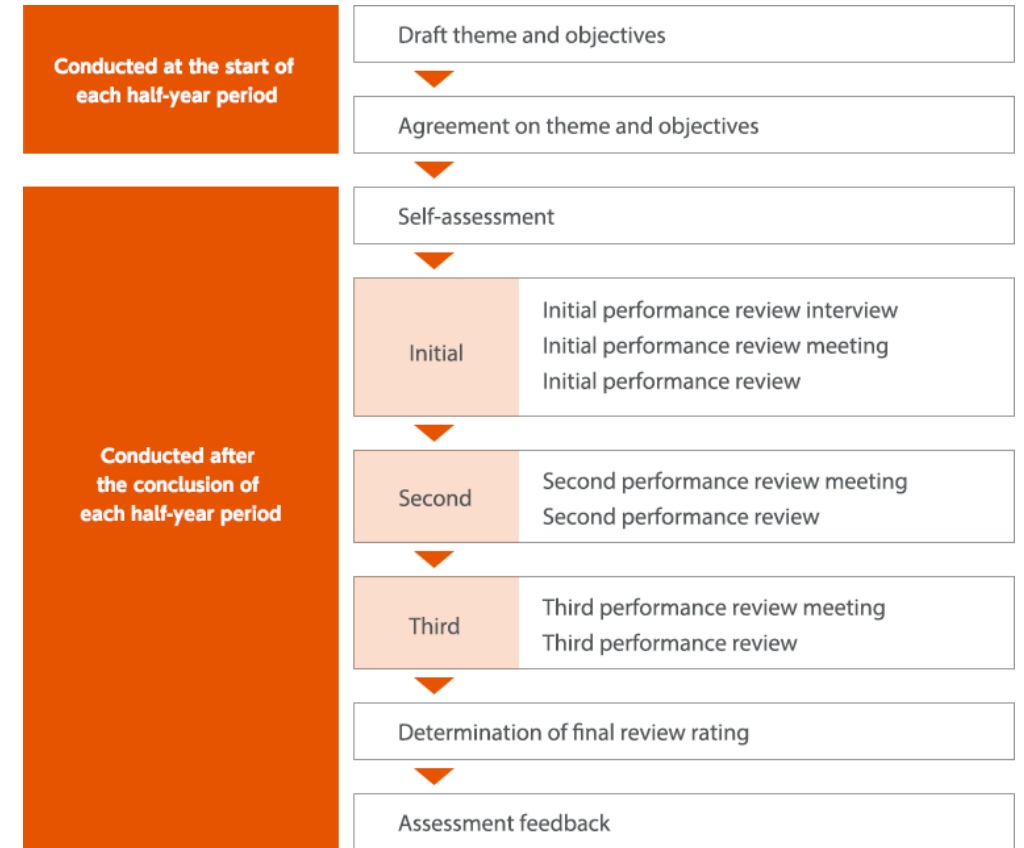 Conducted at the start of
each half-year period
Draft theme and objectives
Agreement on theme and objectives
Conducted after
the conclusion of
each half-year period
Self-assessment
Initial
Initial performance review interview
Initial performance review meeting
Initial performance review
Second
Second performance review meeting
Second performance review
Third
Third performance review meeting
Third performance review
Determination of final review rating
Assessment feedback